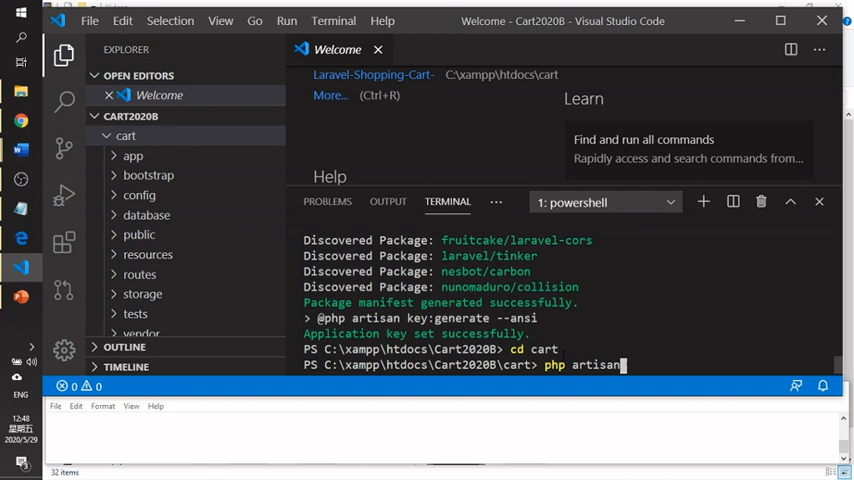 File Edit Selection View Go Run Terminal Help Welcome - Cart2020B - Visual Studio Code
EXPLORER
OPEN EDITORS
Welcome
CART2020B
cart
app
bootstrap
config
database
public
resources
routes
storage
tests
vendor
OUTLINE
TIMELINE
Welcome
Laravel-Shopping-Cart- C:\xampp\htdocs\cart
More... (Ctrl+R)
Help
Learn
Find and run all commands
Rapidly access and search commands from...
PROBLEMS OUTPUT TERMINAL 1: powershell
Discovered Package: fruitcake/laravel-cors
Discovered Package: laravel/tinker
Discovered Package: nesbot/carbon
Discovered Package: nunomaduro/collision
Package manifest generated successfully.
> @php artisan key:generate --ansi
Application key set successfully.
PS C:\xampp\htdocs\Cart2020B> cd cart
PS C:\xampp\htdocs\Cart2020B\cart> php artisan
0 0
File Edit Format View Help
32 items
ENG
12:48
2020/5/29
3